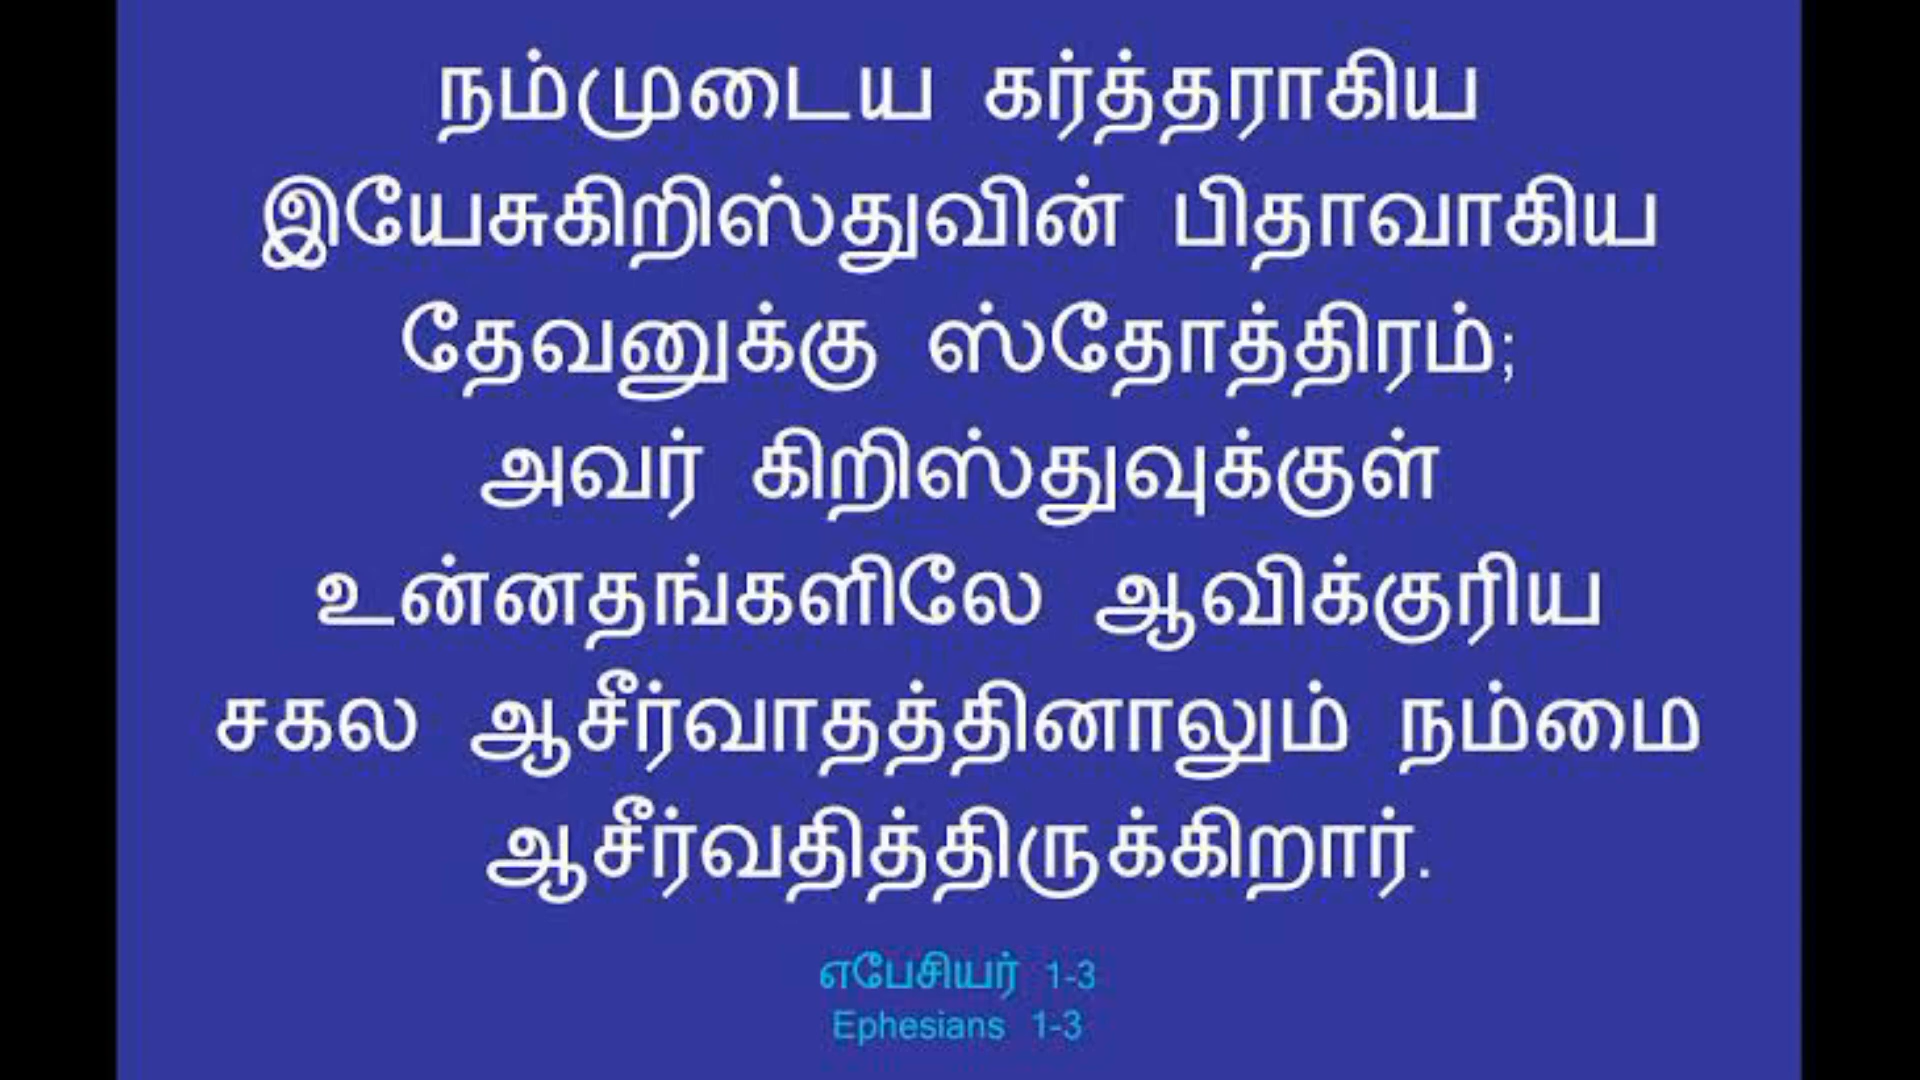 நம்முடைய கர்த்தராகிய
இயேசுகிறிஸ்துவின் பிதாவாகிய
தேவனுக்கு ஸ்தோத்திரம்;
அவர் கிறிஸ்துவுக்குள்
உன்னதங்களிலே ஆவிக்குரிய
சகல ஆசீர்வாதத்தினாலும் நம்மை
ஆசீர்வதித்திருக்கிறார்.
எபேசியர் 1-3
Ephesians 1-3